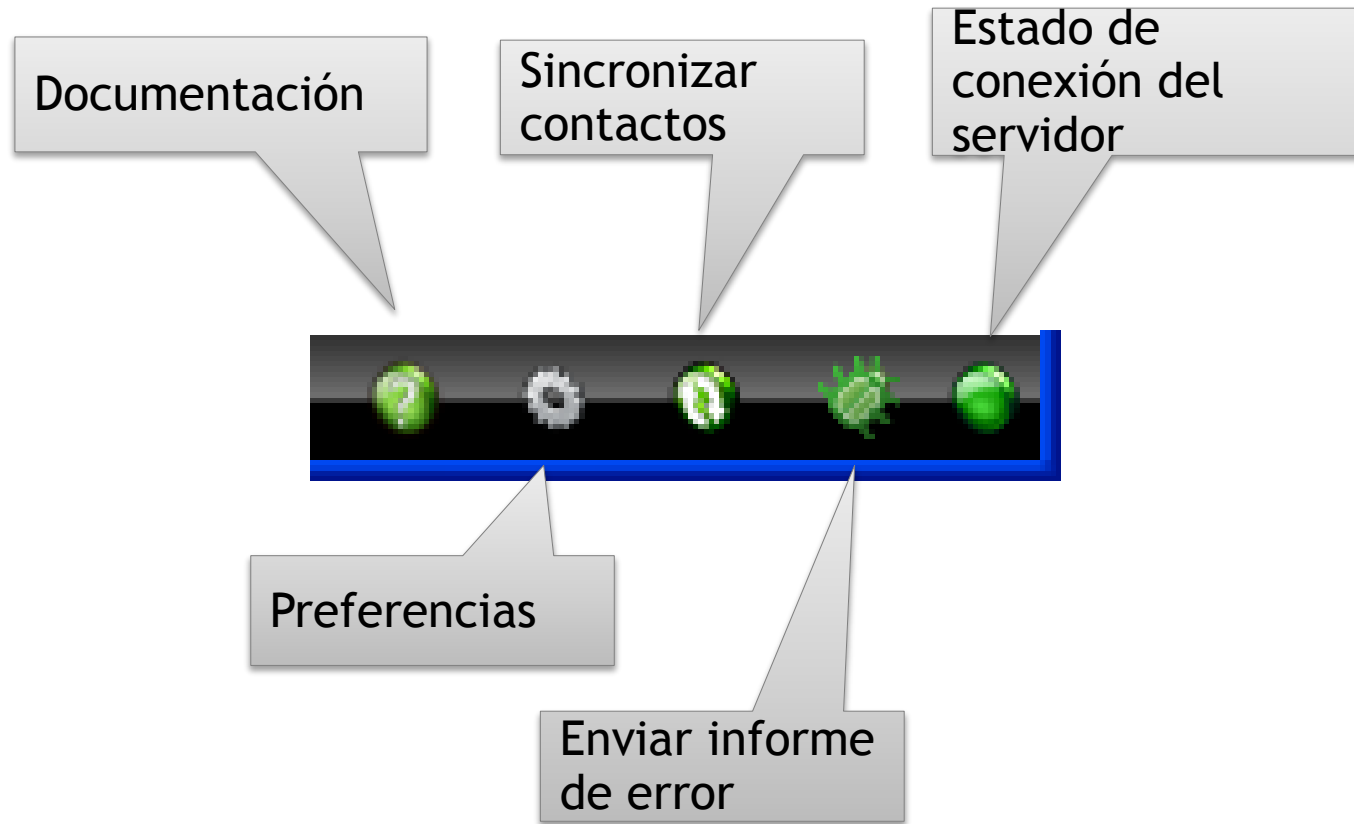 Documentación
Sincronizar
contactos
Estado de
conexión del
servidor
?
Preferencias
Enviar informe
de error